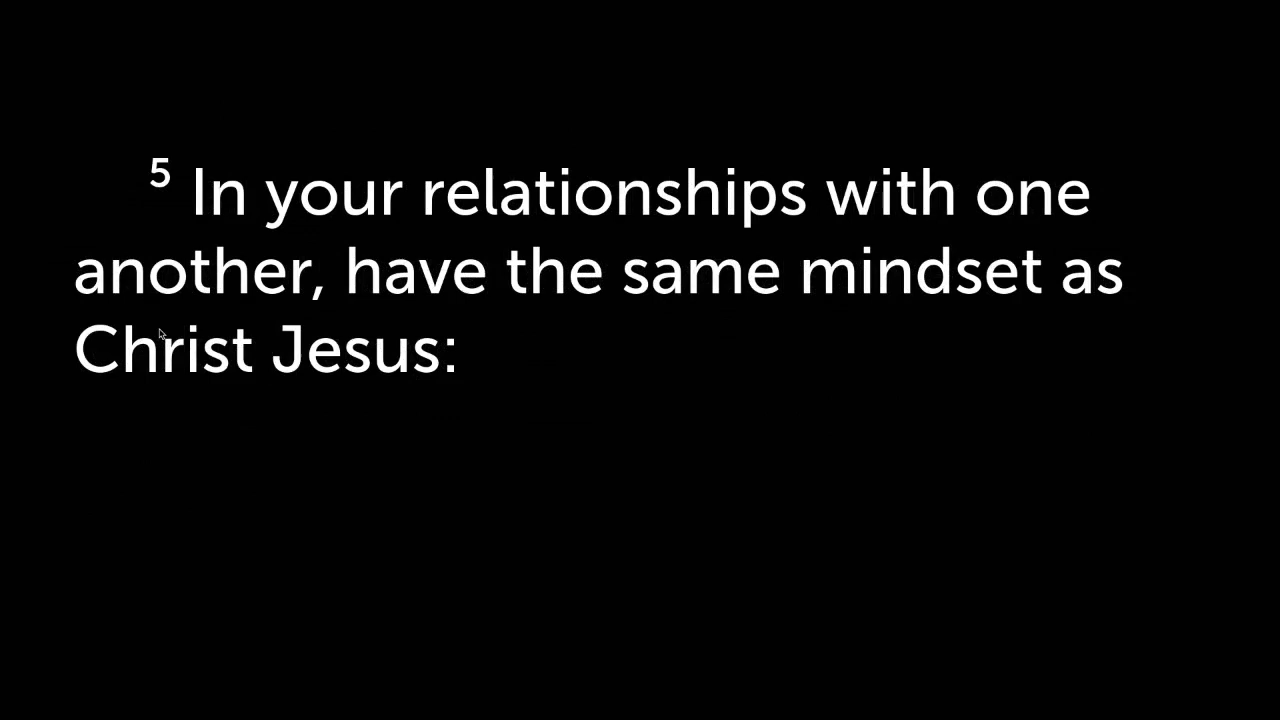 ⁵ In your relationships with one
another, have the same mindset as
Christ Jesus: